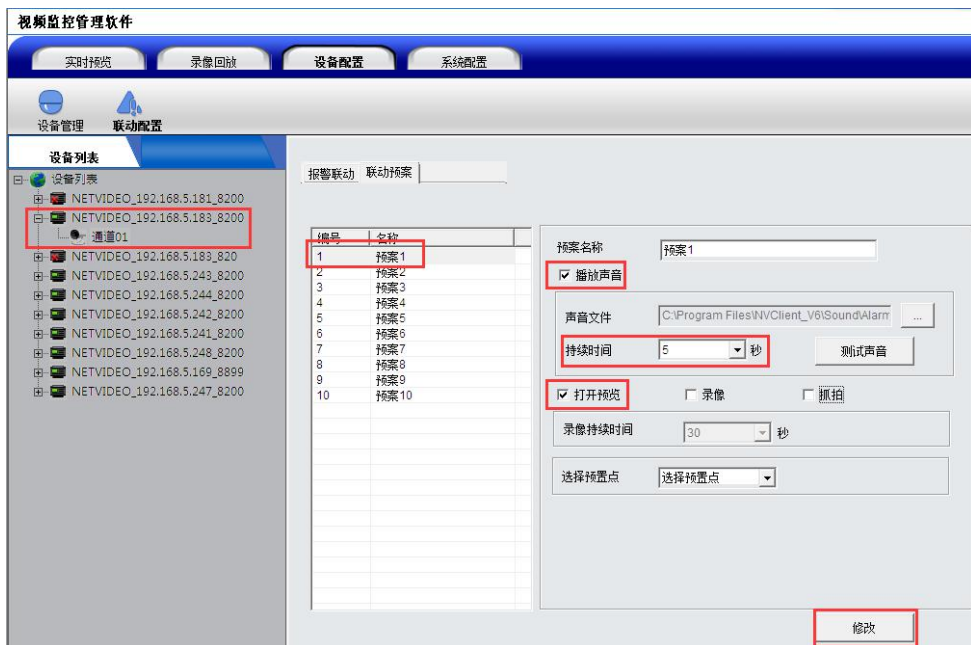 视频监控管理软件
实时预览 录像回放 设备配置 系统配置
设备管理 联动配置
设备列表
设备列表
NETVIDEO_192.168.5.181_8200
NETVIDEO_192.168.5.183_8200
通道01
NETVIDEO_192.168.5.183_820
NETVIDEO_192.168.5.243_8200
NETVIDEO_192.168.5.244_8200
NETVIDEO_192.168.5.242_8200
NETVIDEO_192.168.5.241_8200
NETVIDEO_192.168.5.248_8200
NETVIDEO_192.168.5.169_8899
NETVIDEO_192.168.5.247_8200
报警联动 联动预案
编号 名称
1 预案1
2 预案2
3 预案3
4 预案4
5 预案5
6 预案6
7 预案7
8 预案8
9 预案9
10 预案10
预案名称 预案1
播放声音
声音文件 C:\Program Files\NVClient_V6\Sound\Alarm ...
持续时间 5 秒 测试声音
打开预览 录像 抓拍
录像持续时间 30 秒
选择预置点 选择预置点
修改